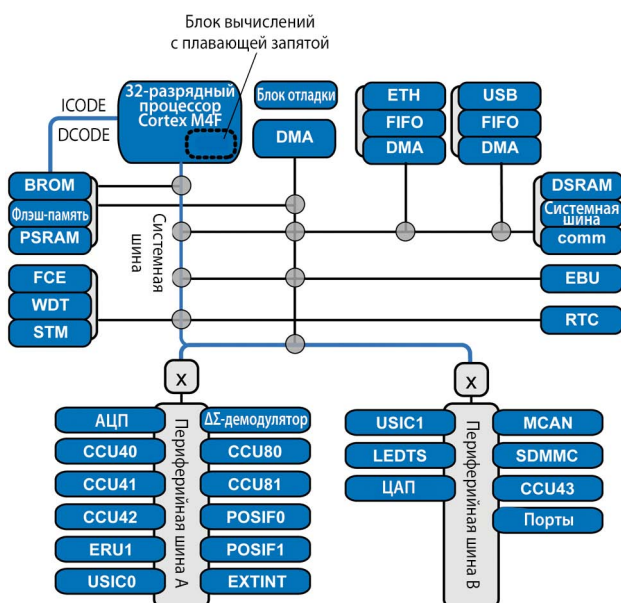 Блок вычислений
с плавающей запятой
32-разрядный
процессор
Cortex M4F
Блок отладки
DMA
ETH
FIFO
DMA
USB
FIFO
DMA
ICODE
DCODE
BROM
Флэш-память
PSRAM
Системная
шина
DSRAM
Системная
шина
comm
FCE
WDT
STM
EBU
RTC
X
X
Периферийная шина A
АЦП
CCU40
CCU41
CCU42
ERU1
USIC0
ΔΣ-демодулятор
CCU80
CCU81
POSIF0
POSIF1
EXTINT
Периферийная шина B
USIC1
LEDTS
ЦАП
MCAN
SDMMC
CCU43
Порты